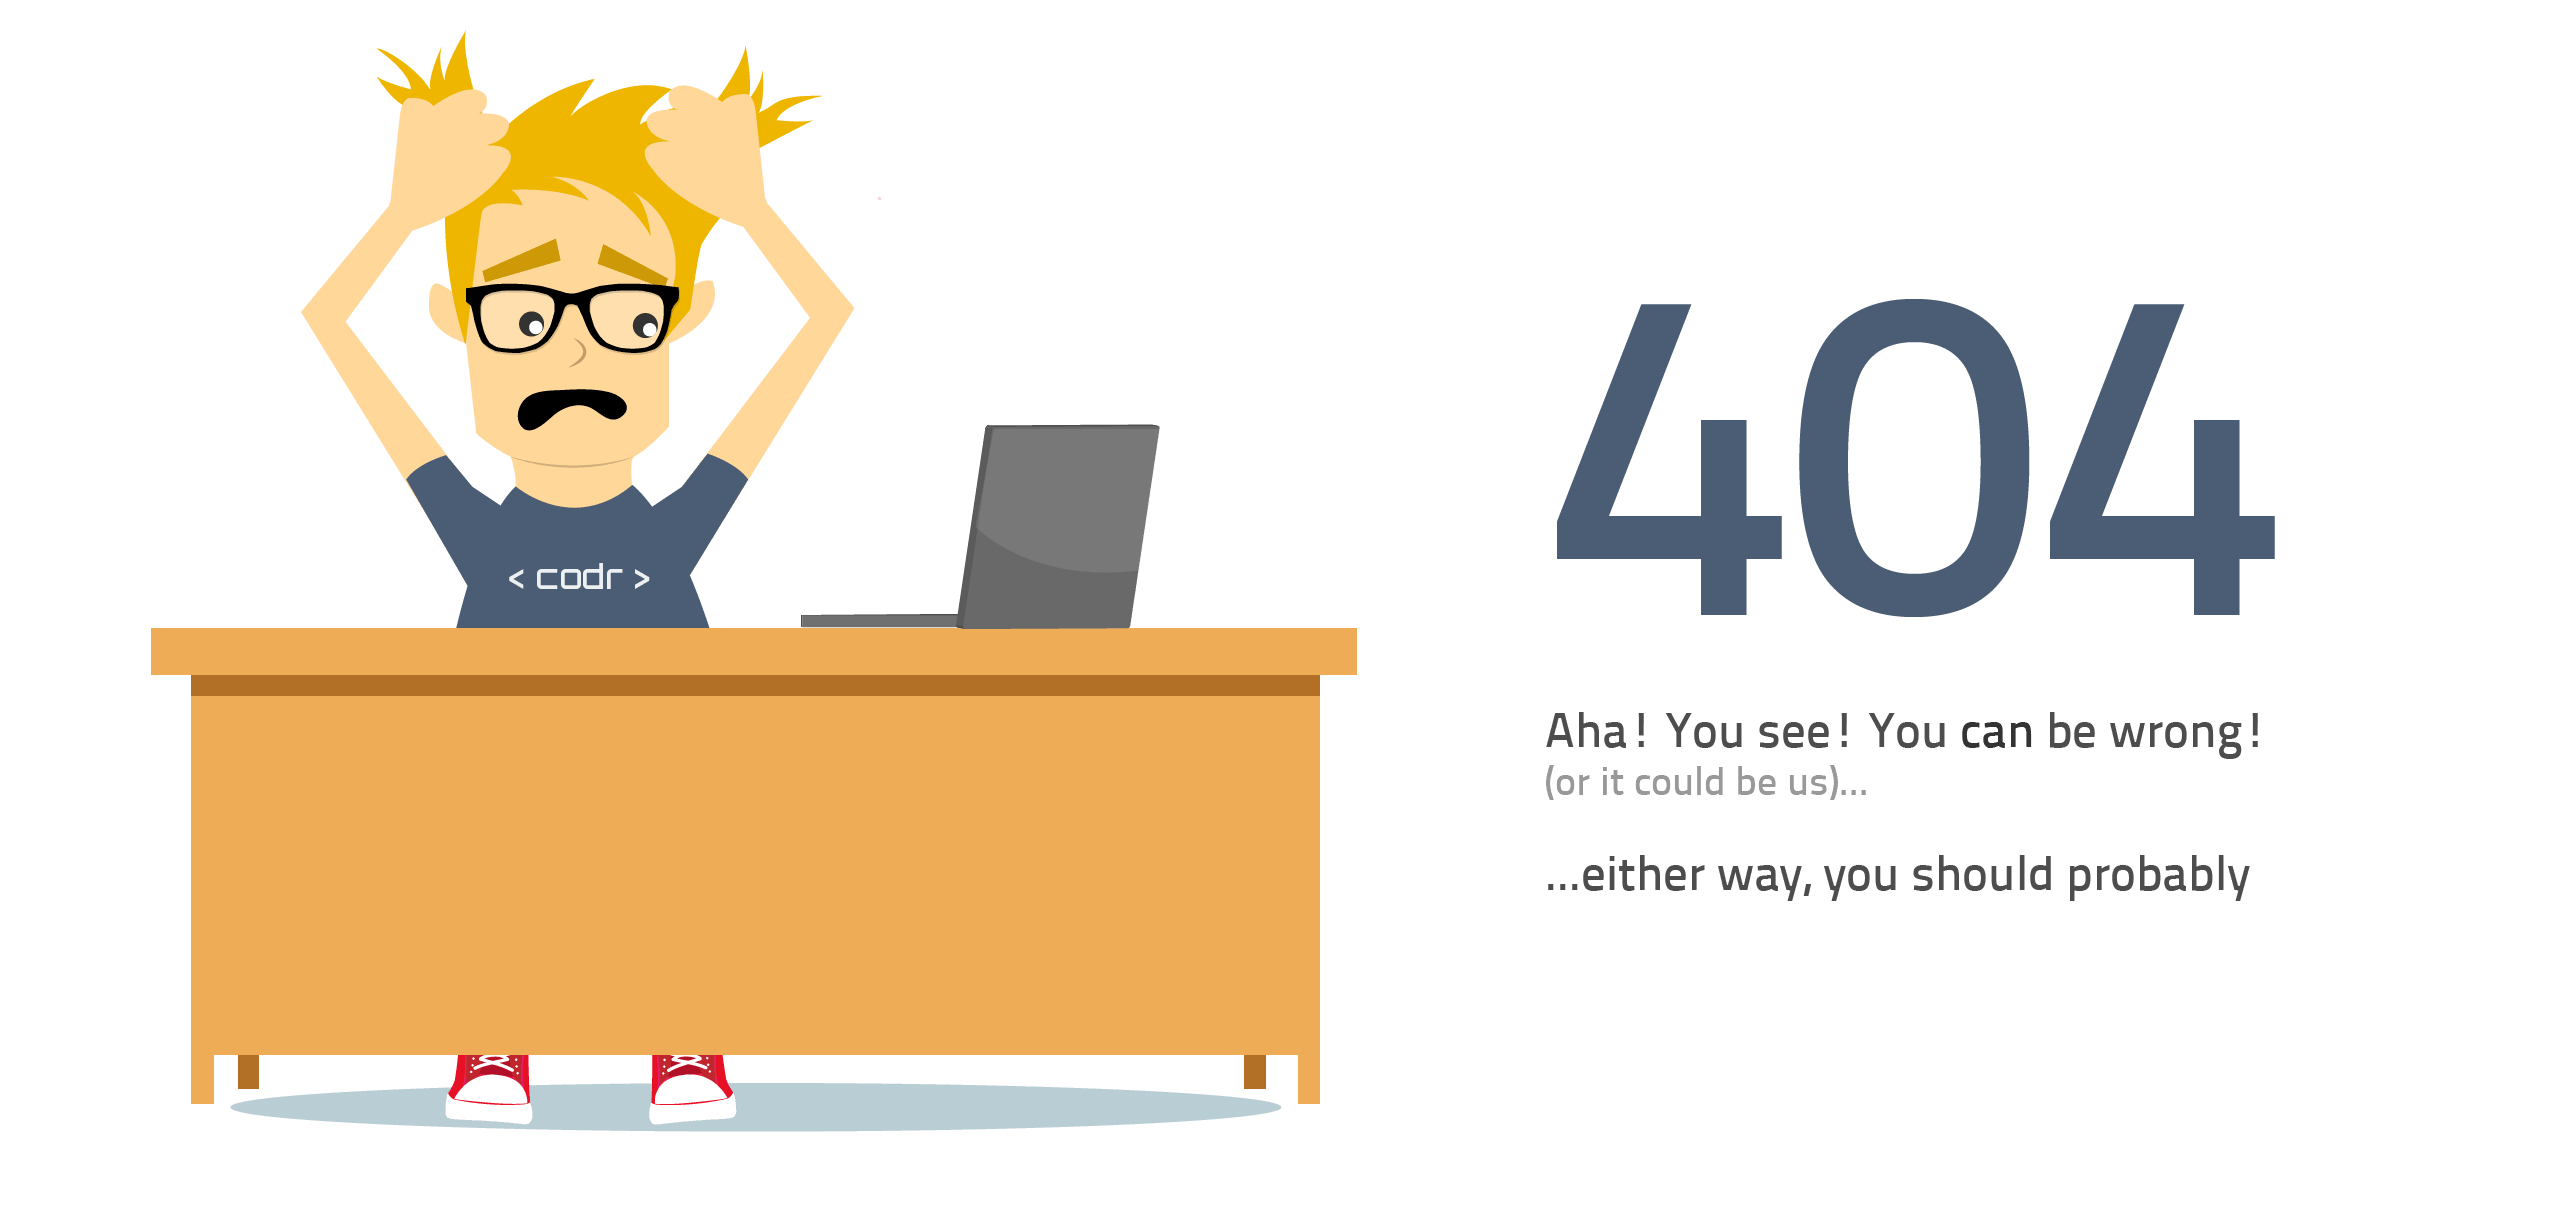 < codr >
404
Aha! You see! You can be wrong!
(or it could be us)...
...either way, you should probably